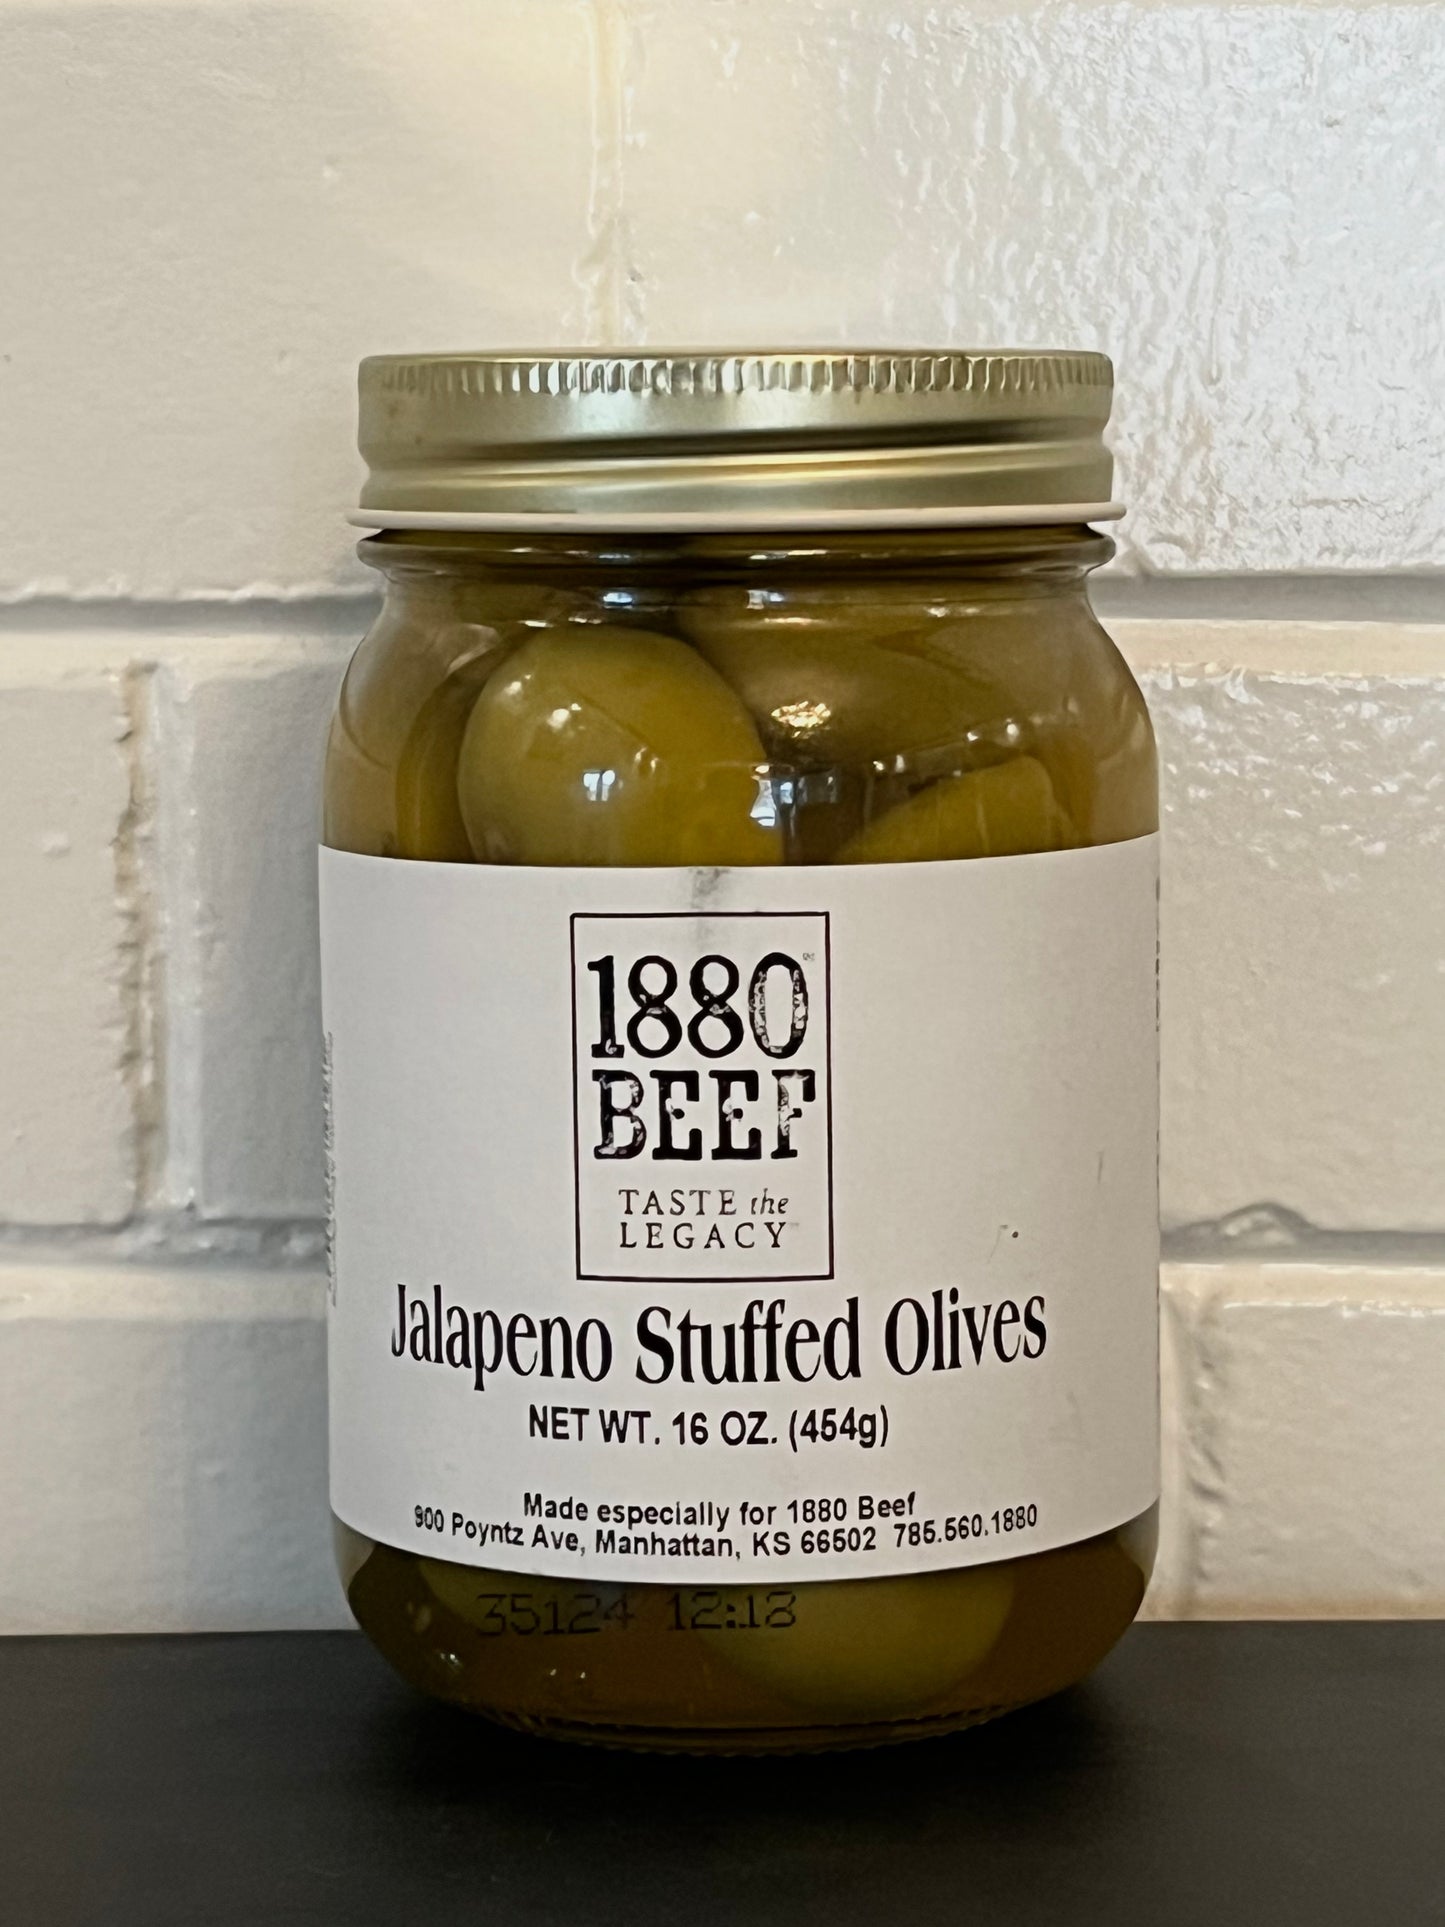 1880
BEEF
TASTE the
LEGACY
Jalapeno Stuffed Olives
NET WT. 16 OZ. (454g)
Made especially for 1880 Beef
900 Poyntz Ave, Manhattan, KS 66502 785.560.1880
35124 12:18